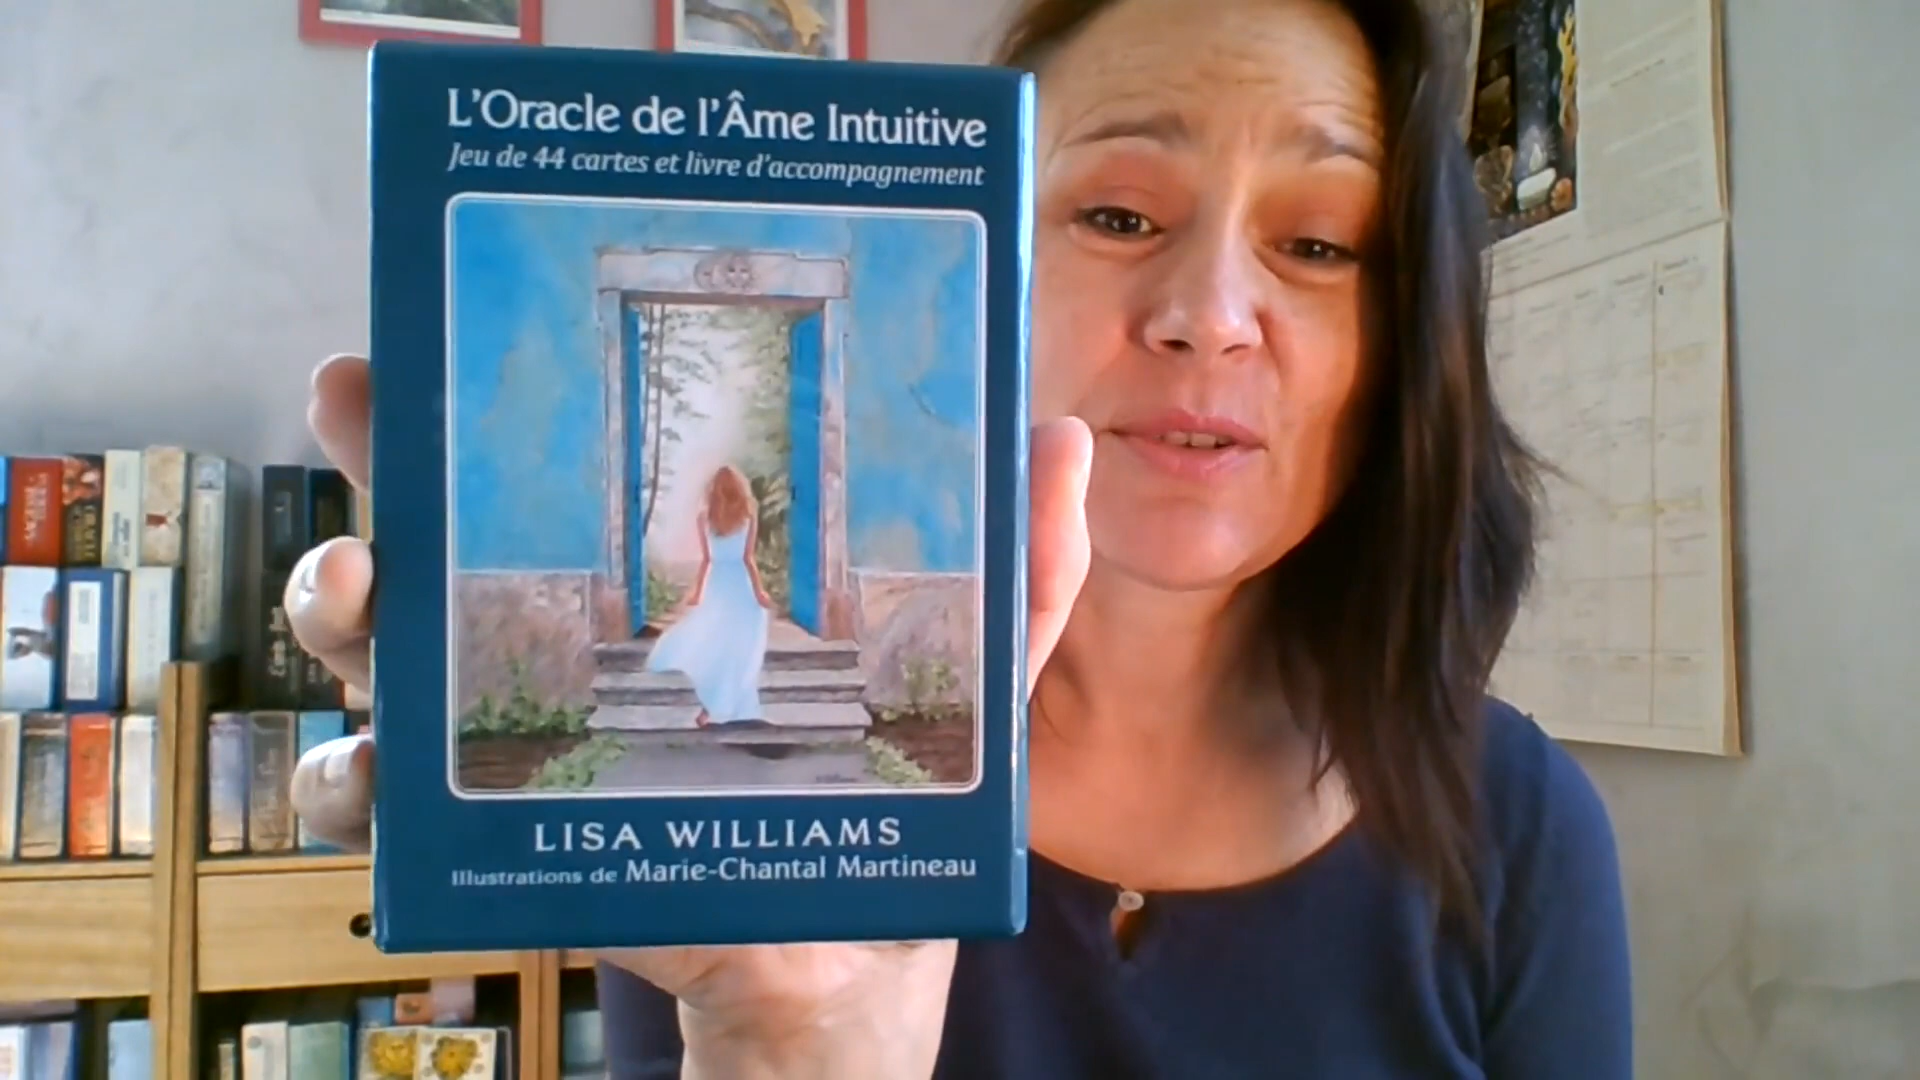 L'Oracle de l'Âme Intuitive
Jeu de 44 cartes et livre d'accompagnement
LISA WILLIAMS
Illustrations de Marie-Chantal Martineau